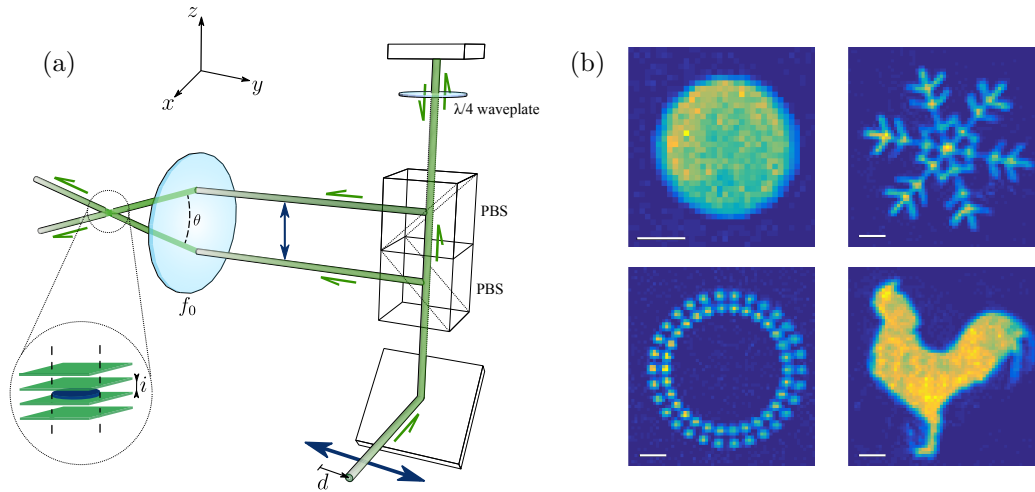 (a)
z
y
x
λ/4 waveplate
PBS
θ
PBS
f₀
i
d
(b)